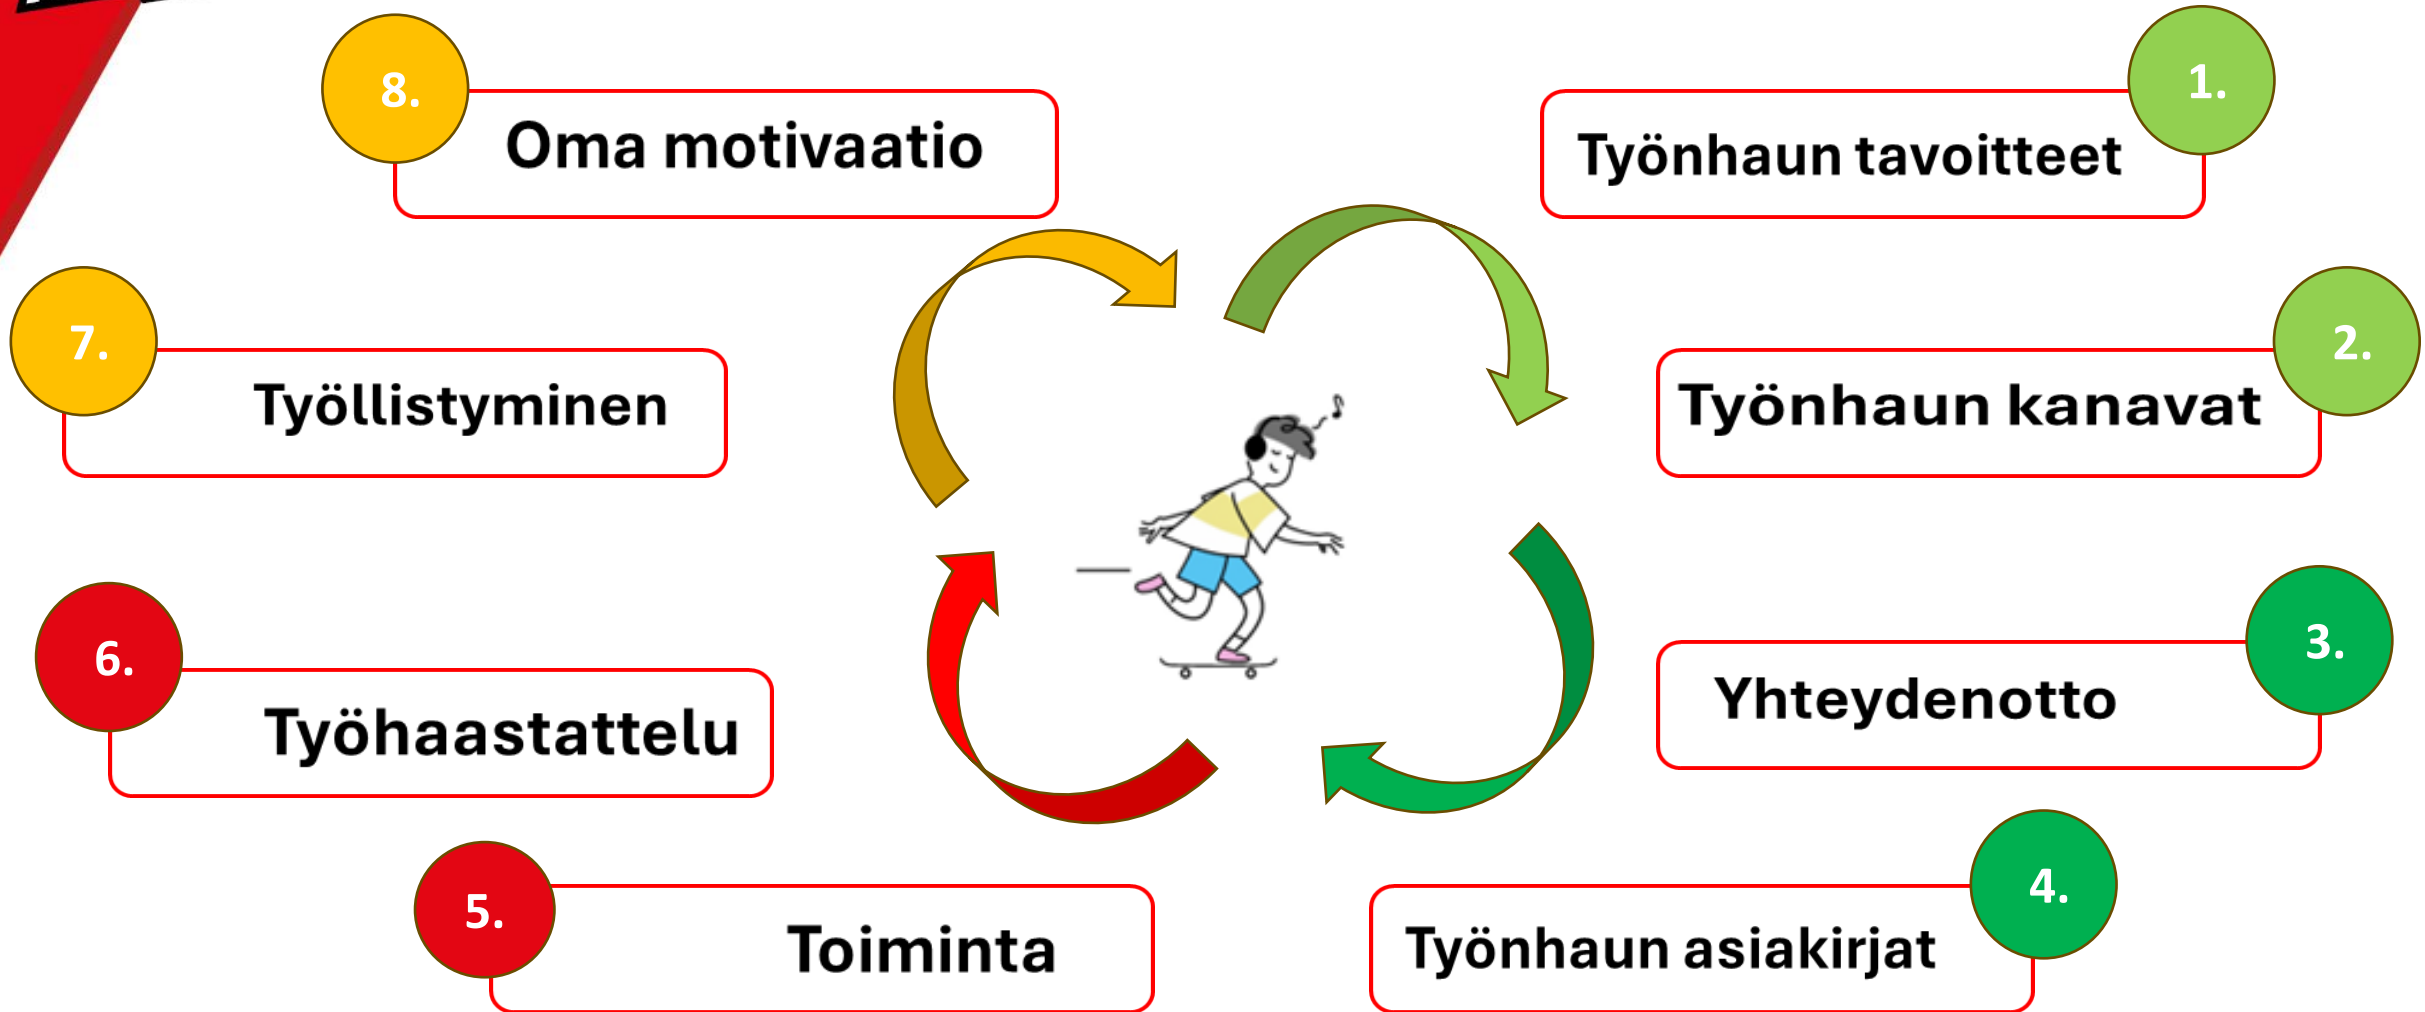 1.
Työnhaun tavoitteet
2.
Työnhaun kanavat
3.
Yhteydenotto
4.
Työnhaun asiakirjat
5.
Toiminta
6.
Työhaastattelu
7.
Työllistyminen
8.
Oma motivaatio